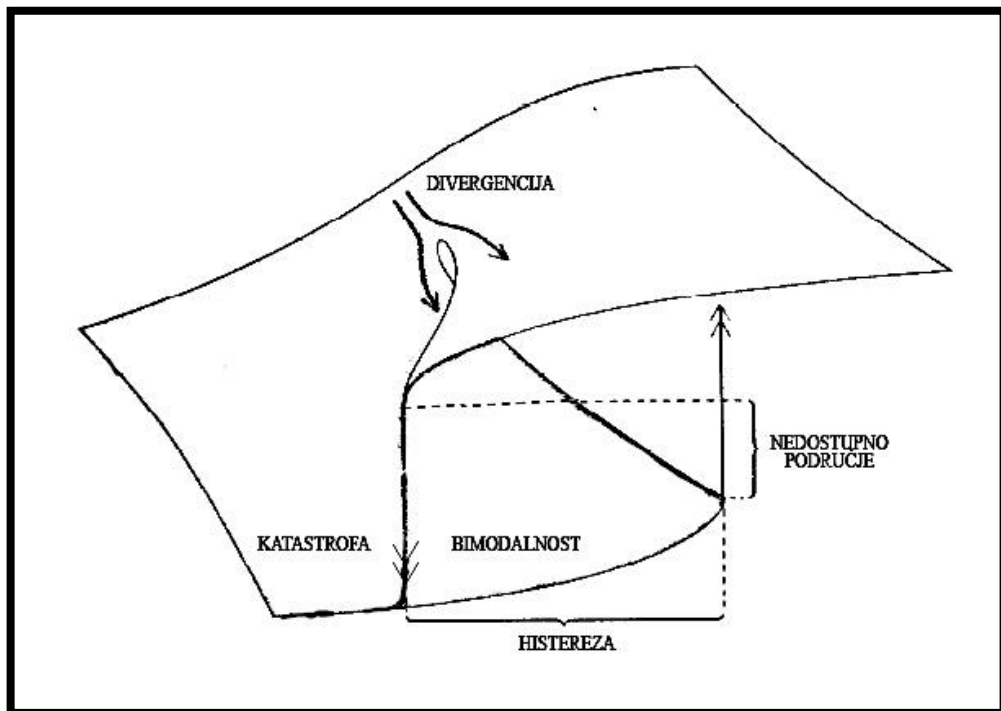 DIVERGENCIJA
NEDOSTUPNO
PODRUCJE
KATASTROFA
BIMODALNOST
HISTEREZA